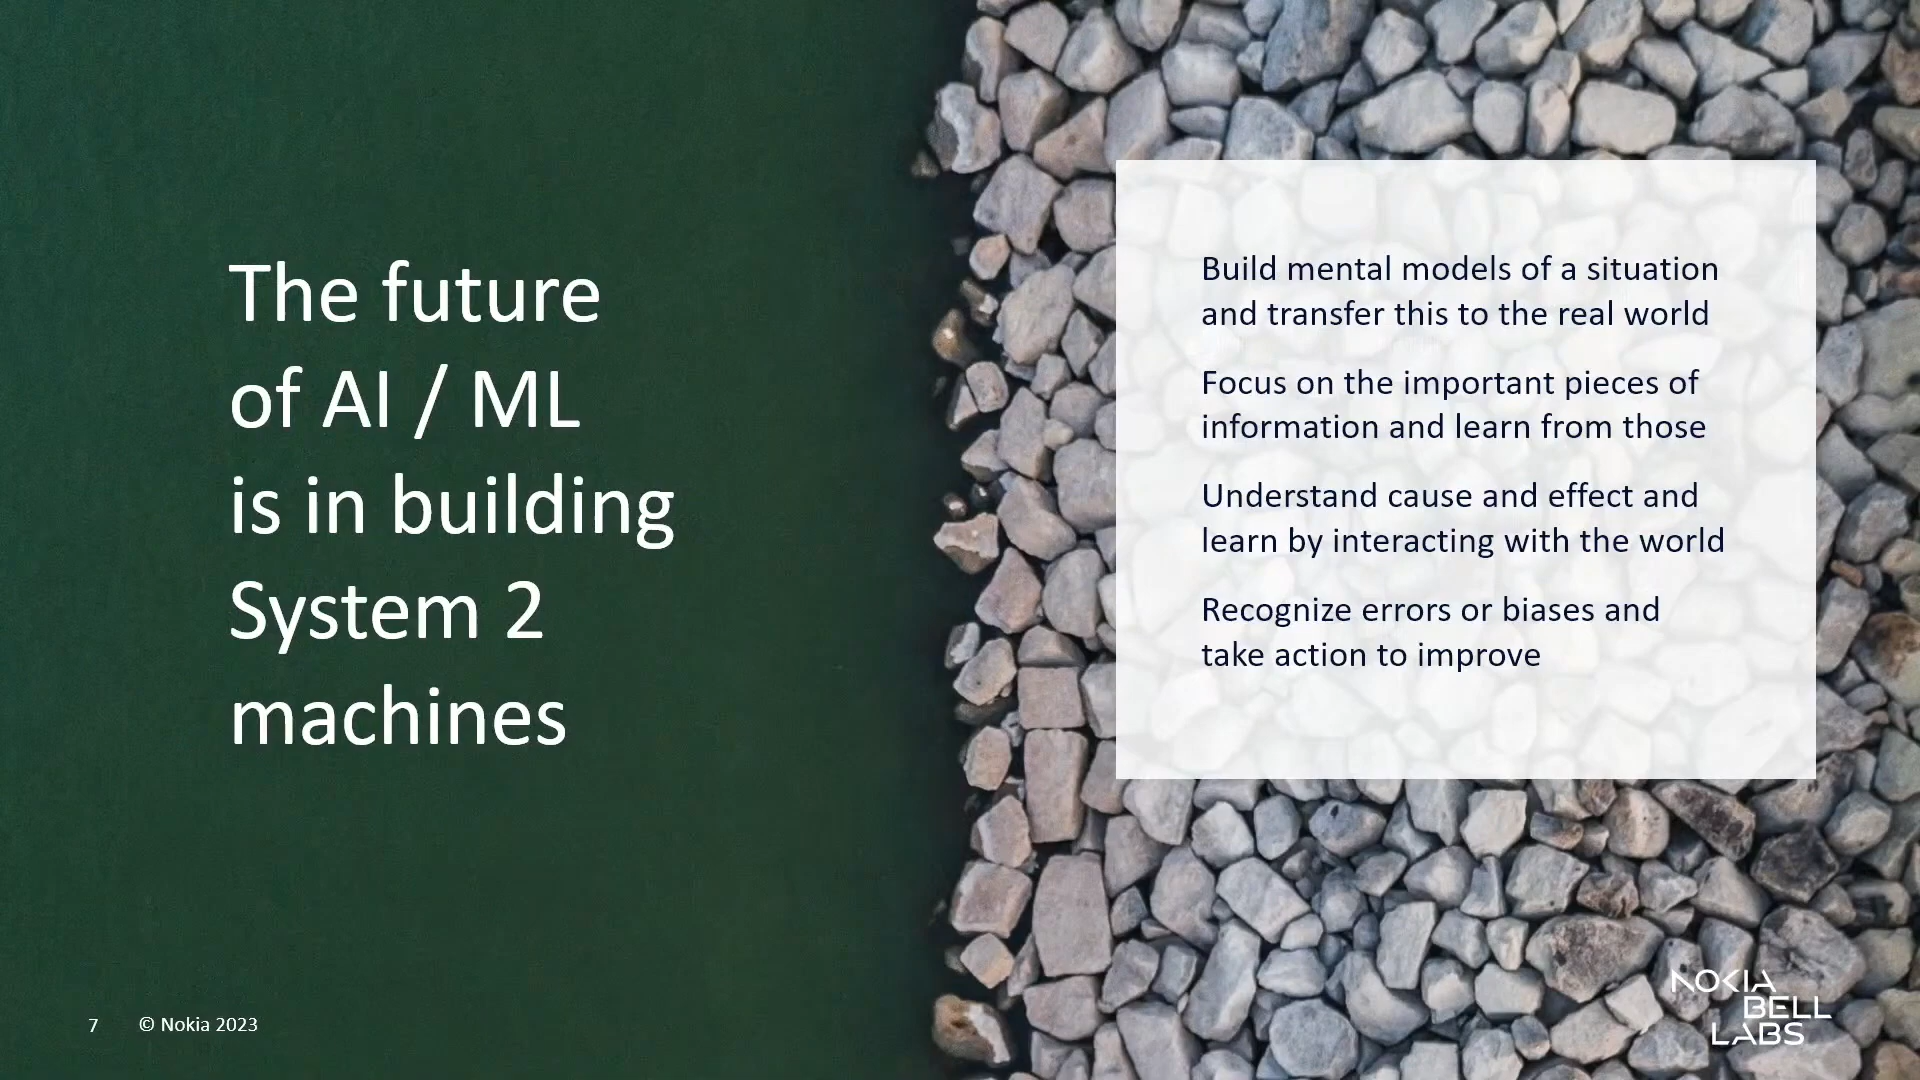 The future
of AI / ML
is in building
System 2
machines
Build mental models of a situation
and transfer this to the real world
Focus on the important pieces of
information and learn from those
Understand cause and effect and
learn by interacting with the world
Recognize errors or biases and
take action to improve
7
© Nokia 2023
NOKIA
BELL
LABS